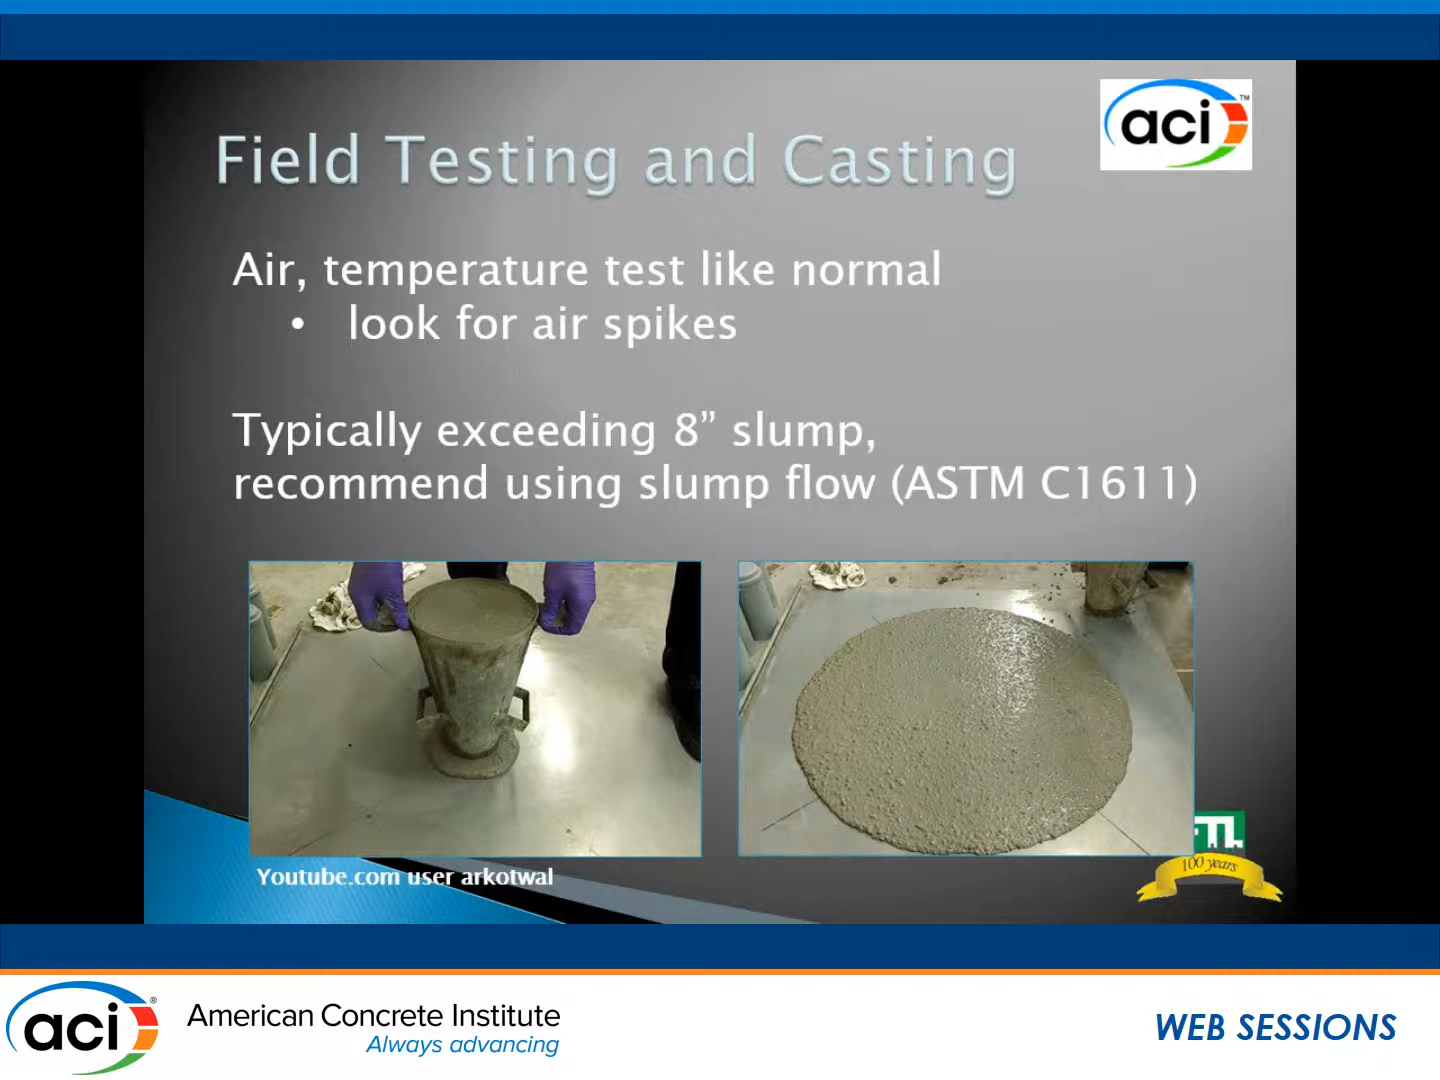 aci™
Field Testing and Casting
Air, temperature test like normal
• look for air spikes
Typically exceeding 8” slump,
recommend using slump flow (ASTM C1611)
Youtube.com user arkotwal
100 years
aci®
American Concrete Institute
Always advancing
WEB SESSIONS